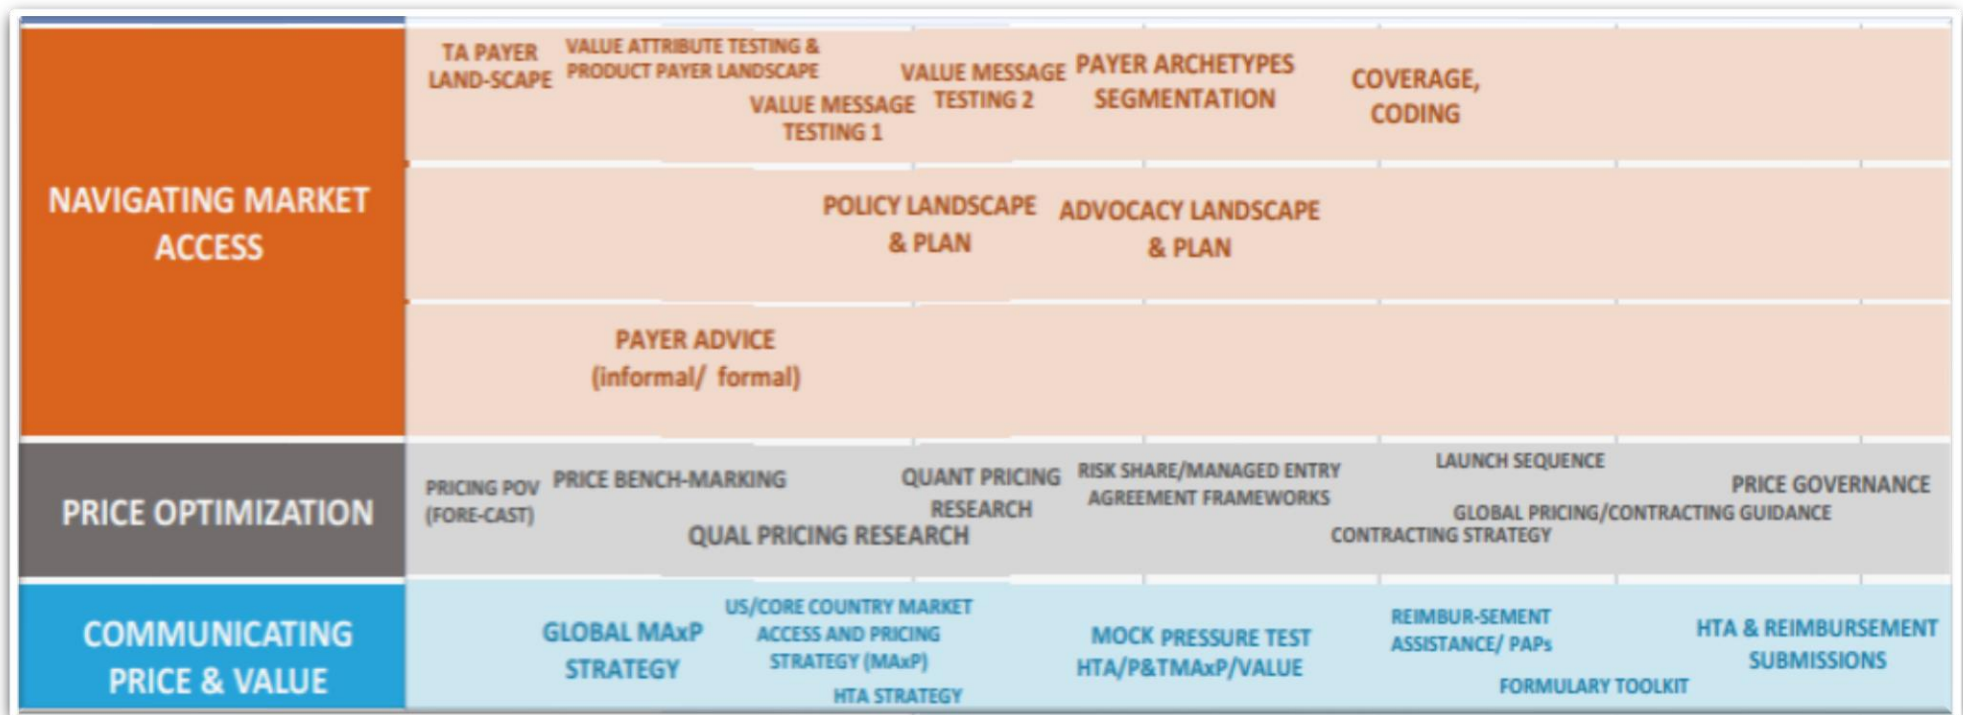 NAVIGATING MARKET
ACCESS
TA PAYER
LAND-SCAPE
VALUE ATTRIBUTE TESTING &
PRODUCT PAYER LANDSCAPE
VALUE MESSAGE
TESTING 1
VALUE MESSAGE
TESTING 2
PAYER ARCHETYPES
SEGMENTATION
COVERAGE,
CODING
POLICY LANDSCAPE
& PLAN
ADVOCACY LANDSCAPE
& PLAN
PAYER ADVICE
(informal/ formal)
PRICE OPTIMIZATION
PRICING POV
(FORE-CAST)
PRICE BENCH-MARKING
QUAL PRICING RESEARCH
QUANT PRICING
RESEARCH
RISK SHARE/MANAGED ENTRY
AGREEMENT FRAMEWORKS
LAUNCH SEQUENCE
GLOBAL PRICING/CONTRACTING GUIDANCE
CONTRACTING STRATEGY
PRICE GOVERNANCE
COMMUNICATING
PRICE & VALUE
GLOBAL MAxP
STRATEGY
US/CORE COUNTRY MARKET
ACCESS AND PRICING
STRATEGY (MAxP)
HTA STRATEGY
MOCK PRESSURE TEST
HTA/P&TMAxP/VALUE
REIMBUR-SEMENT
ASSISTANCE/ PAPs
FORMULARY TOOLKIT
HTA & REIMBURSEMENT
SUBMISSIONS